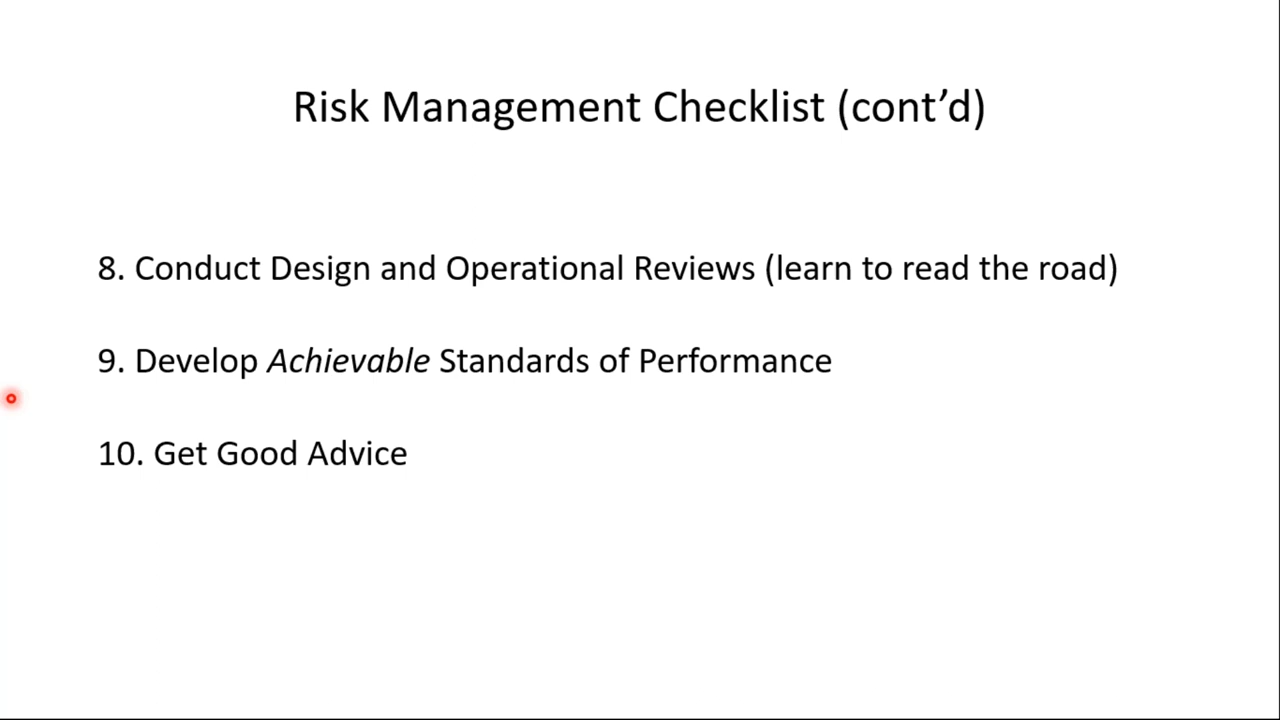 Risk Management Checklist (cont’d)
8. Conduct Design and Operational Reviews (learn to read the road)
9. Develop Achievable Standards of Performance
10. Get Good Advice